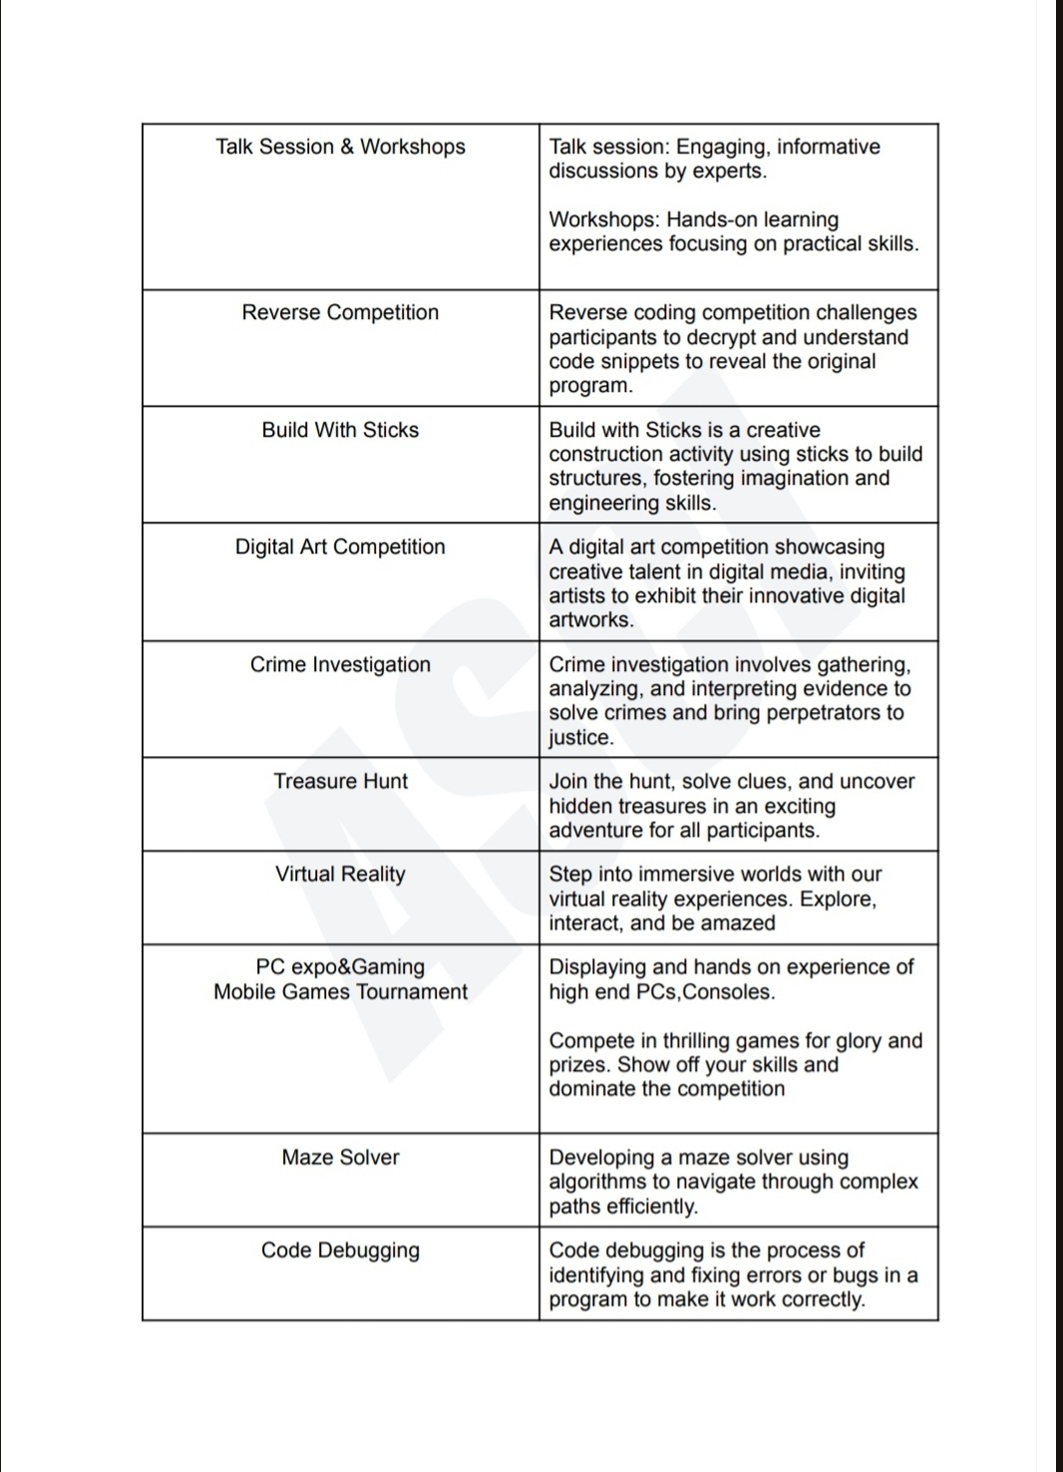 Talk Session & Workshops
Talk session: Engaging, informative
discussions by experts.
Workshops: Hands-on learning
experiences focusing on practical skills.
Reverse Competition
Reverse coding competition challenges
participants to decrypt and understand
code snippets to reveal the original
program.
Build With Sticks
Build with Sticks is a creative
construction activity using sticks to build
structures, fostering imagination and
engineering skills.
Digital Art Competition
A digital art competition showcasing
creative talent in digital media, inviting
artists to exhibit their innovative digital
artworks.
Crime Investigation
Crime investigation involves gathering,
analyzing, and interpreting evidence to
solve crimes and bring perpetrators to
justice.
Treasure Hunt
Join the hunt, solve clues, and uncover
hidden treasures in an exciting
adventure for all participants.
Virtual Reality
Step into immersive worlds with our
virtual reality experiences. Explore,
interact, and be amazed
PC expo&Gaming
Mobile Games Tournament
Displaying and hands on experience of
high end PCs,Consoles.
Compete in thrilling games for glory and
prizes. Show off your skills and
dominate the competition
Maze Solver
Developing a maze solver using
algorithms to navigate through complex
paths efficiently.
Code Debugging
Code debugging is the process of
identifying and fixing errors or bugs in a
program to make it work correctly.
ASCI